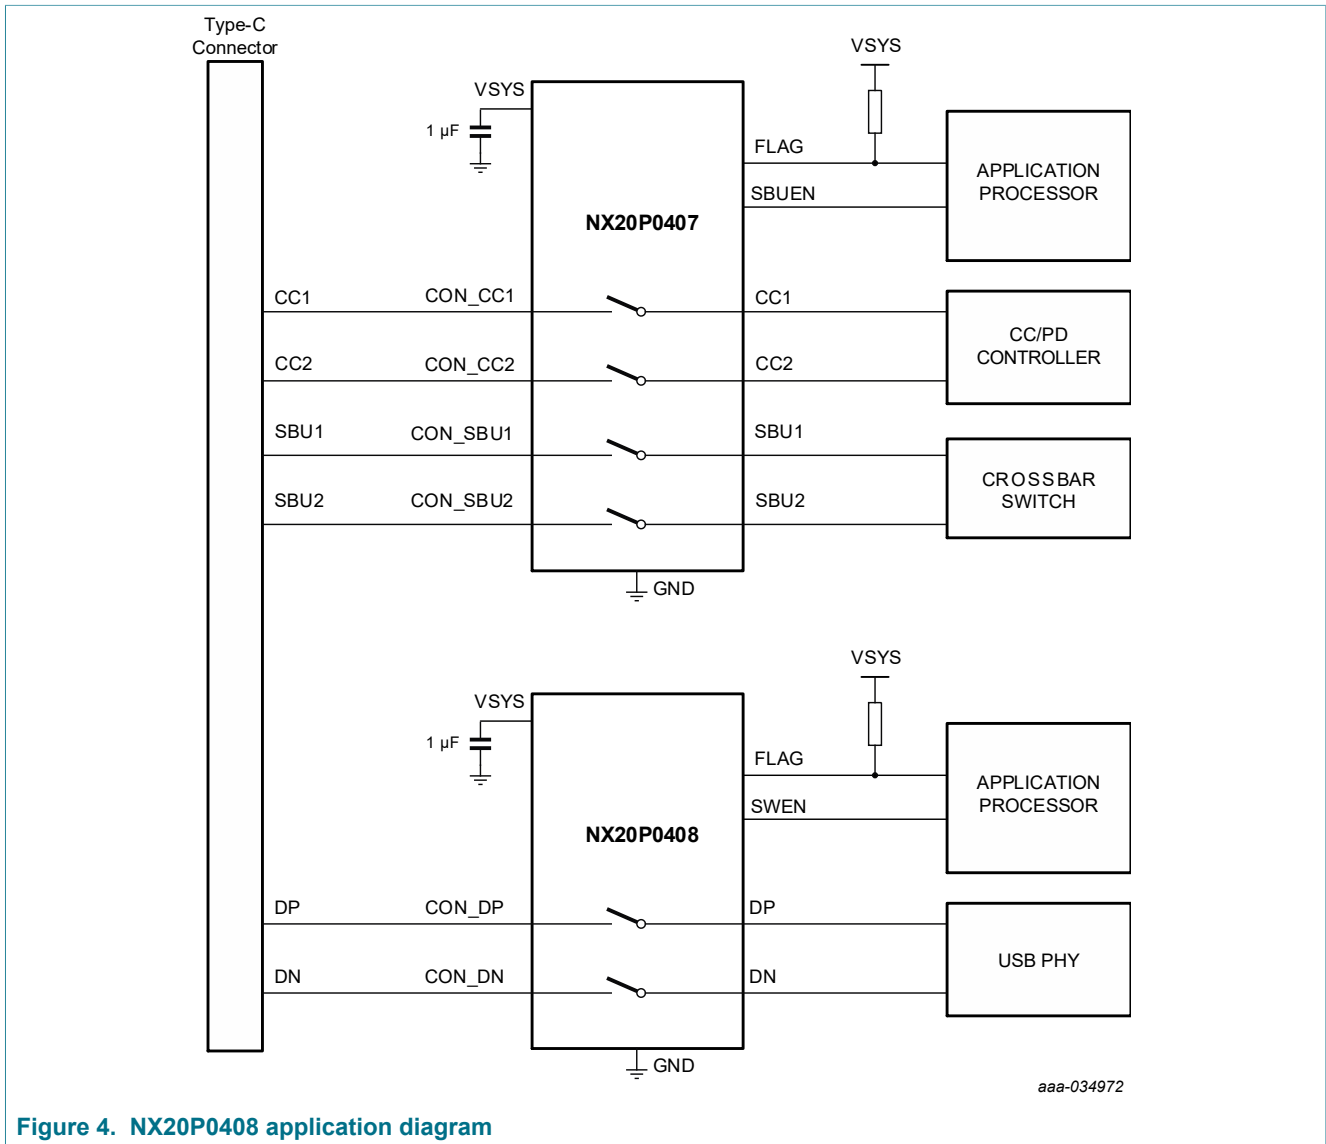 Type-C
Connector
VSYS
1 µF
NX20P0407
VSYS
FLAG
SBUEN
APPLICATION
PROCESSOR
CC1
CON_CC1
CC1
CC2
CON_CC2
CC2
CC/PD
CONTROLLER
SBU1
CON_SBU1
SBU1
SBU2
CON_SBU2
SBU2
CROSSBAR
SWITCH
GND
VSYS
1 µF
NX20P0408
VSYS
FLAG
SWEN
APPLICATION
PROCESSOR
DP
CON_DP
DP
DN
CON_DN
DN
USB PHY
GND
aaa-034972
Figure 4. NX20P0408 application diagram